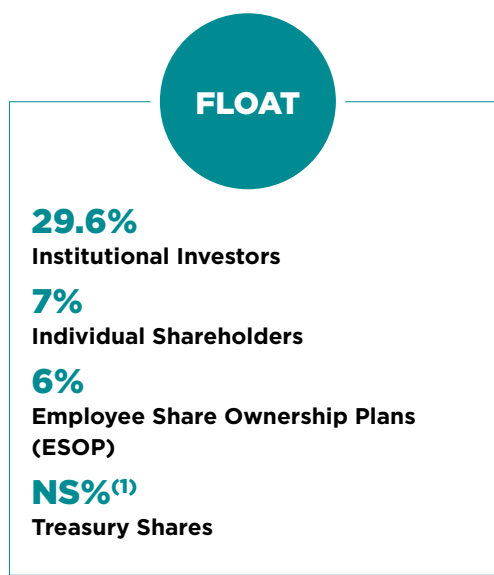 FLOAT
29.6%
Institutional Investors
7%
Individual Shareholders
6%
Employee Share Ownership Plans
(ESOP)
NS%(1)
Treasury Shares